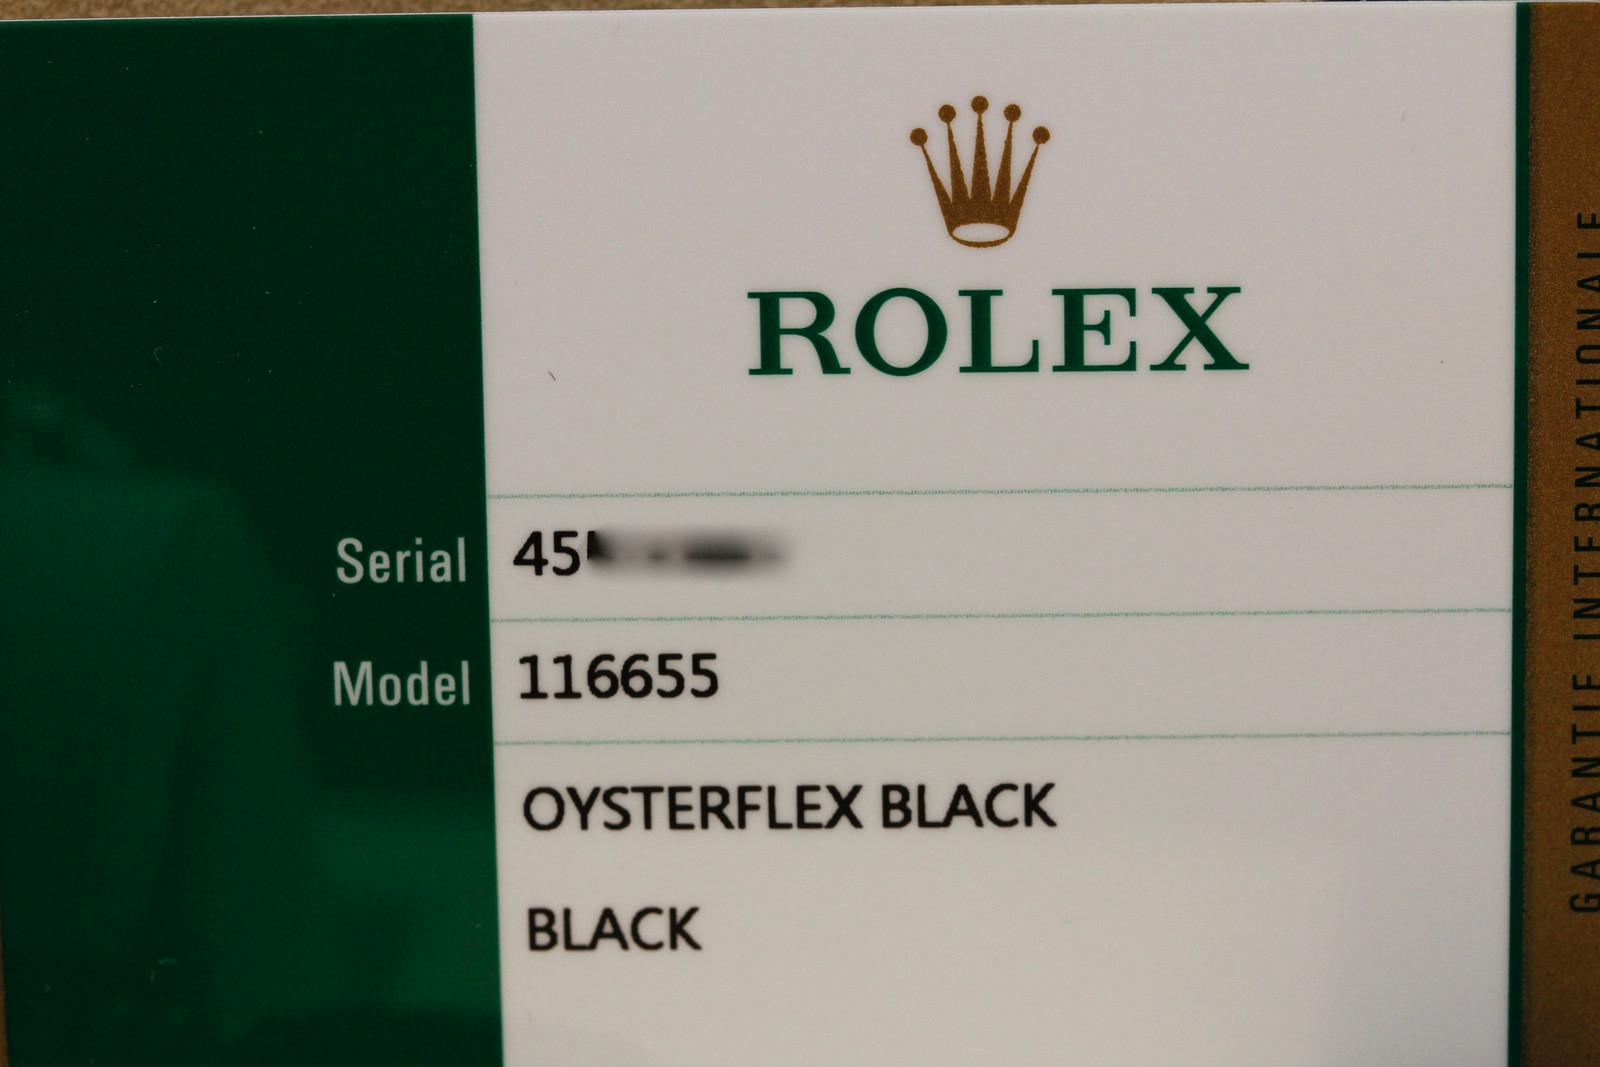 ROLEX
Serial 45
Model 116655
OYSTERFLEX BLACK
BLACK
GARANTIE INTERNATIONALE